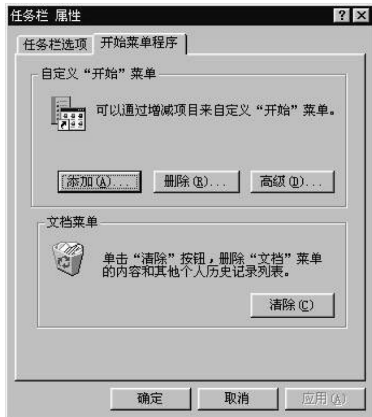 任务栏 属性
任务栏选项 开始菜单程序
自定义“开始”菜单
可以通过增减项目来自定义“开始”菜单。
添加(A)... 删除(R)... 高级(D)...
文档菜单
单击“清除”按钮，删除“文档”菜单
的内容和其他个人历史记录列表。
清除(C)
确定 取消 应用(A)